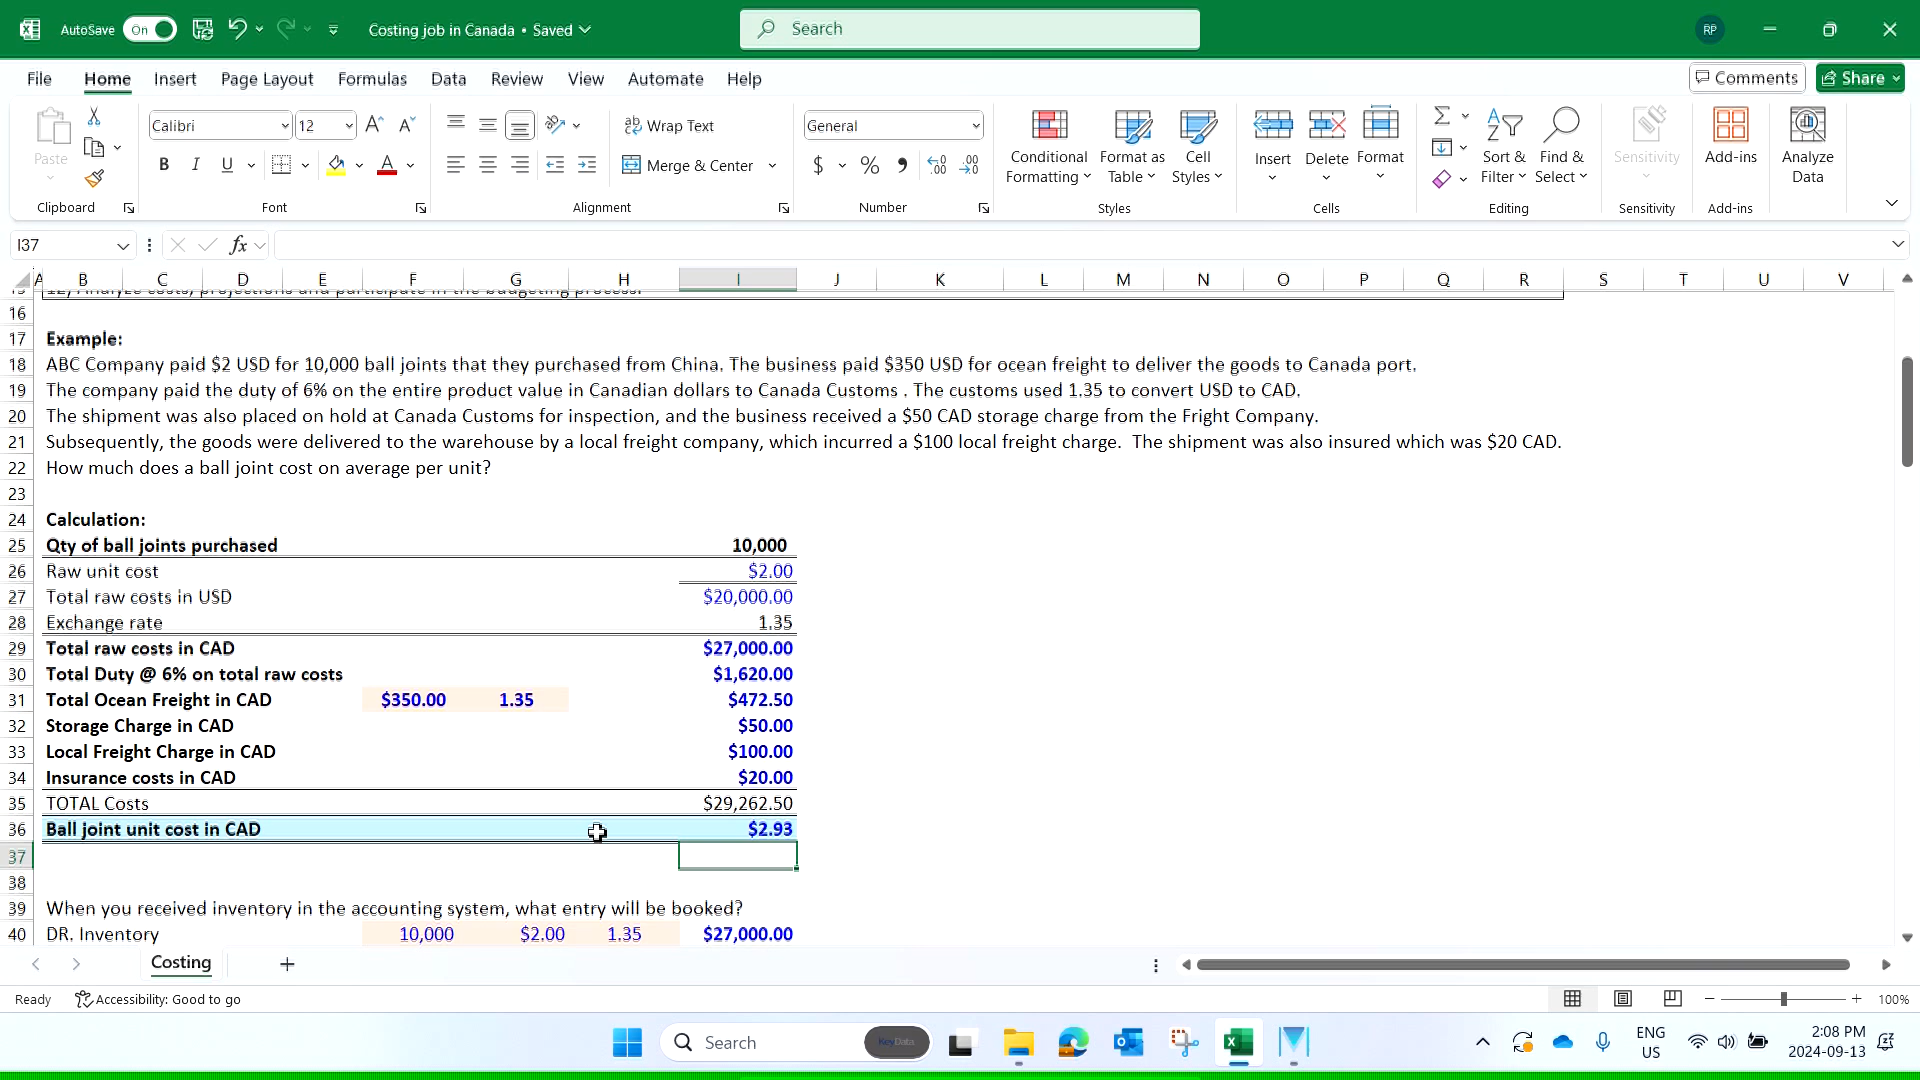 AutoSave On Costing job in Canada • Saved Search RP
File Home Insert Page Layout Formulas Data Review View Automate Help Comments Share
Paste Calibri 12 Wrap Text General Conditional Formatting Format as Table Cell Styles Insert Delete Format Sort & Filter Find & Select Sensitivity Add-ins Analyze Data
B I U A Merge & Center $ %
Clipboard Font Alignment Number Styles Cells Editing Sensitivity Add-ins
I37 fx
A B C D E F G H I J K L M N O P Q R S T U V
16
17 Example:
18 ABC Company paid $2 USD for 10,000 ball joints that they purchased from China. The business paid $350 USD for ocean freight to deliver the goods to Canada port.
19 The company paid the duty of 6% on the entire product value in Canadian dollars to Canada Customs . The customs used 1.35 to convert USD to CAD.
20 The shipment was also placed on hold at Canada Customs for inspection, and the business received a $50 CAD storage charge from the Fright Company.
21 Subsequently, the goods were delivered to the warehouse by a local freight company, which incurred a $100 local freight charge. The shipment was also insured which was $20 CAD.
22 How much does a ball joint cost on average per unit?
23
24 Calculation:
25 Qty of ball joints purchased 10,000
26 Raw unit cost $2.00
27 Total raw costs in USD $20,000.00
28 Exchange rate 1.35
29 Total raw costs in CAD $27,000.00
30 Total Duty @ 6% on total raw costs $1,620.00
31 Total Ocean Freight in CAD $350.00 1.35 $472.50
32 Storage Charge in CAD $50.00
33 Local Freight Charge in CAD $100.00
34 Insurance costs in CAD $20.00
35 TOTAL Costs $29,262.50
36 Ball joint unit cost in CAD $2.93
37
38
39 When you received inventory in the accounting system, what entry will be booked?
40 DR. Inventory 10,000 $2.00 1.35 $27,000.00
Costing
Ready Accessibility: Good to go 100%
Search KeyData ENG US 2:08 PM 2024-09-13